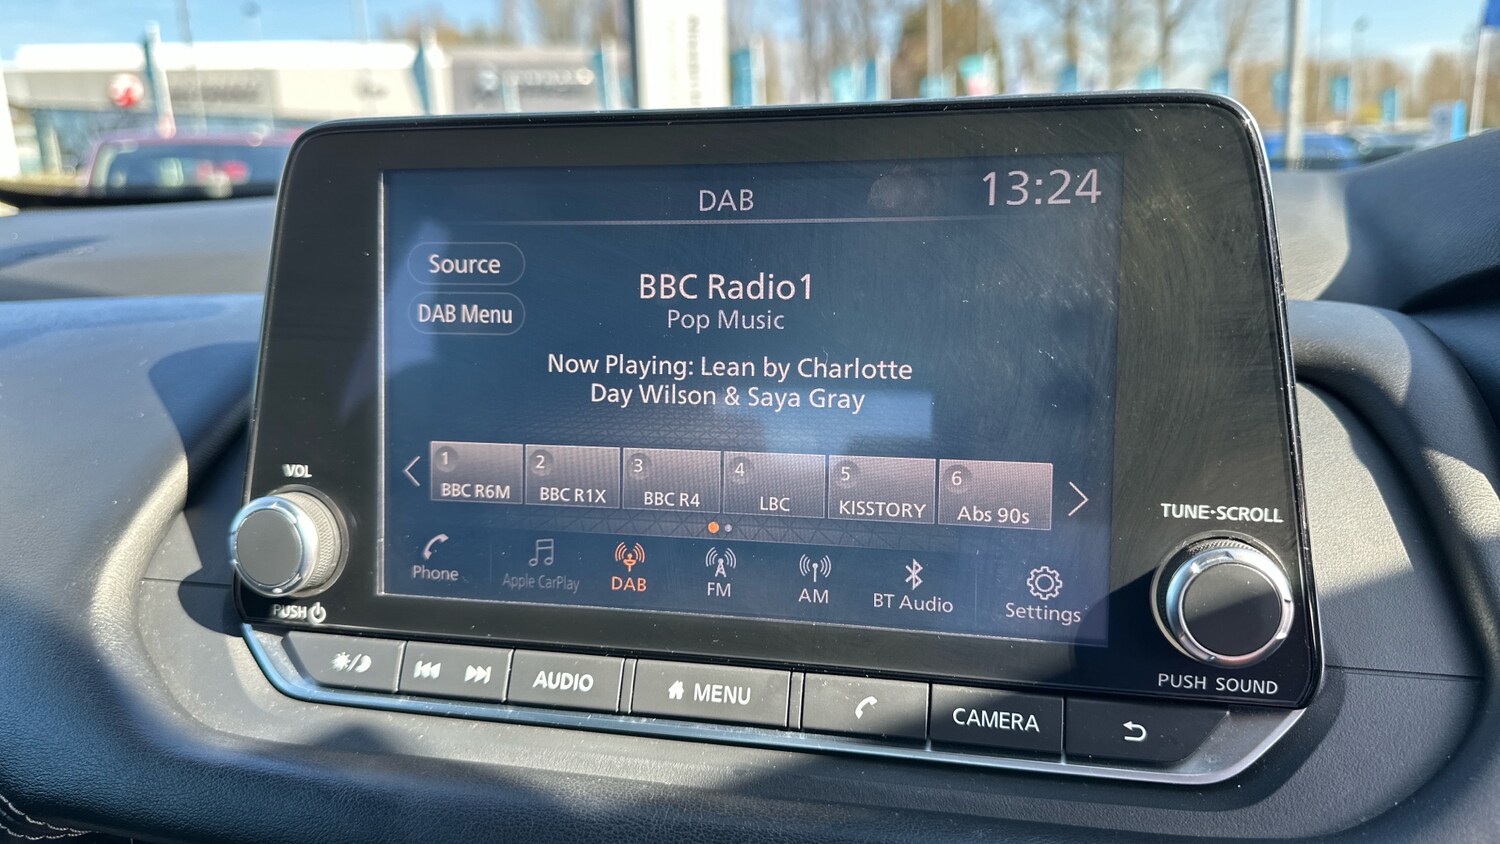 DAB
13:24
Source
DAB Menu
BBC Radio1
Pop Music
Now Playing: Lean by Charlotte
Day Wilson & Saya Gray
1
BBC R6M
2
BBC R1X
3
BBC R4
4
LBC
5
KISSTORY
6
Abs 90s
Phone
Apple CarPlay
DAB
FM
AM
BT Audio
Settings
VOL
PUSH
TUNE•SCROLL
PUSH SOUND
AUDIO
MENU
CAMERA